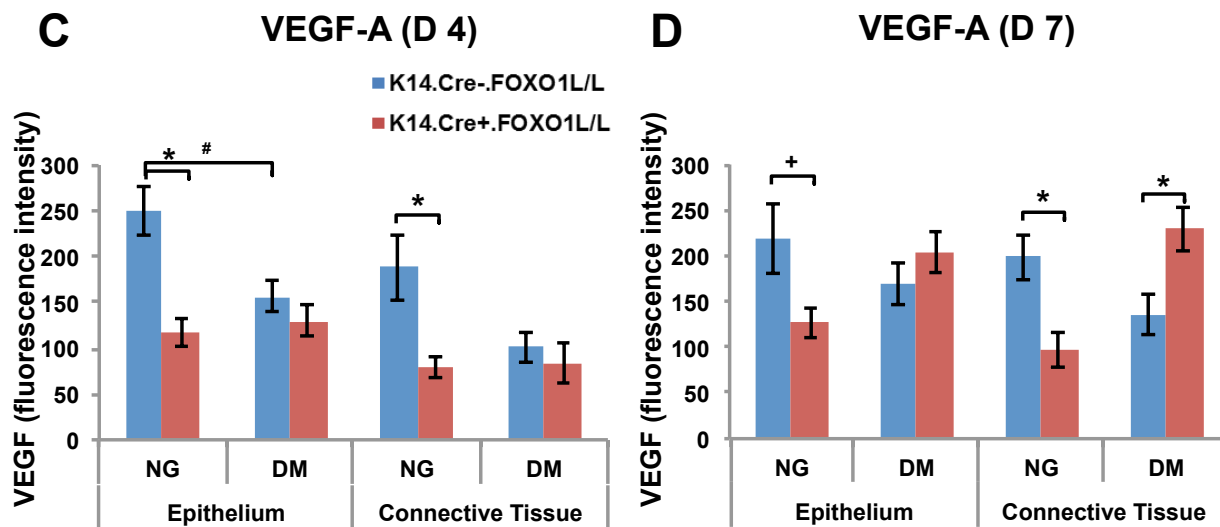 C
VEGF-A (D 4)
K14.Cre-.FOXO1L/L
K14.Cre+.FOXO1L/L
VEGF (fluorescence intensity)
300
250
200
150
100
50
0
*
#
*
NG
DM
NG
DM
Epithelium
Connective Tissue
D
VEGF-A (D 7)
VEGF (fluorescence intensity)
300
250
200
150
100
50
0
+
*
*
NG
DM
NG
DM
Epithelium
Connective Tissue